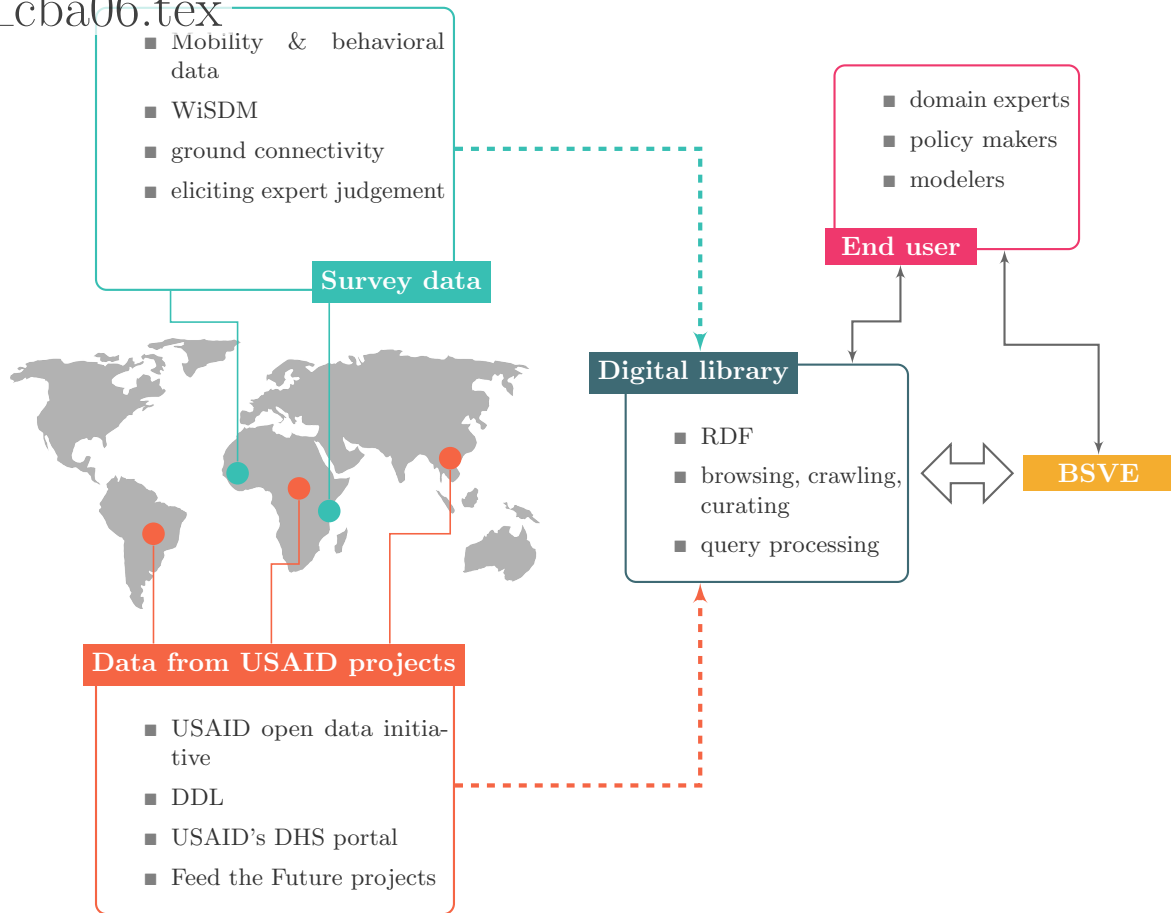 _cba06.tex
Mobility & behavioral
data
WiSDM
ground connectivity
eliciting expert judgement
Survey data
domain experts
policy makers
modelers
End user
Digital library
RDF
browsing, crawling,
curating
query processing
BSVE
Data from USAID projects
USAID open data initia-
tive
DDL
USAID's DHS portal
Feed the Future projects